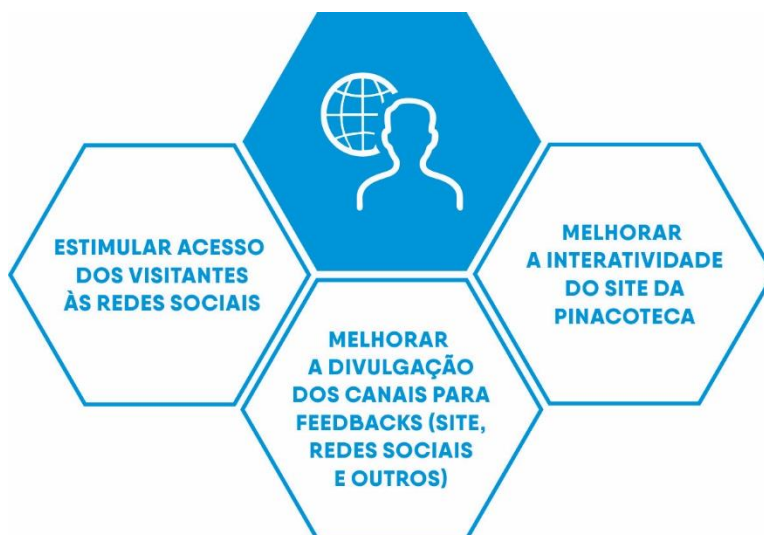 ESTIMULAR ACESSO
DOS VISITANTES
ÀS REDES SOCIAIS
MELHORAR
A DIVULGAÇÃO
DOS CANAIS PARA
FEEDBACKS (SITE,
REDES SOCIAIS
E OUTROS)
MELHORAR
A INTERATIVIDADE
DO SITE DA
PINACOTECA